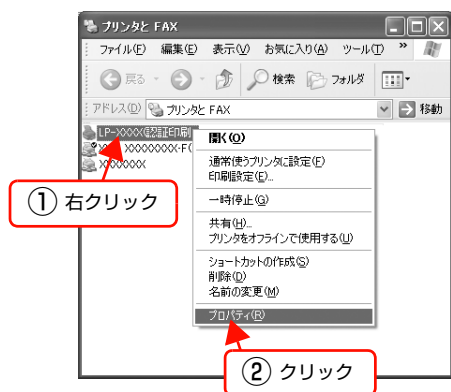 プリンタと FAX
ファイル(F) 編集(E) 表示(V) お気に入り(A) ツール(T) »
戻る 検索 フォルダ
アドレス(D) プリンタと FAX 移動
LP-XXXX(認証印刷
XXXXXXX-F(
XXXXXXX
開く(O)
通常使うプリンタに設定(F)
印刷設定(E)...
一時停止(G)
共有(H)...
プリンタをオフラインで使用する(U)
ショートカットの作成(S)
削除(D)
名前の変更(M)
プロパティ(R)
① 右クリック
② クリック